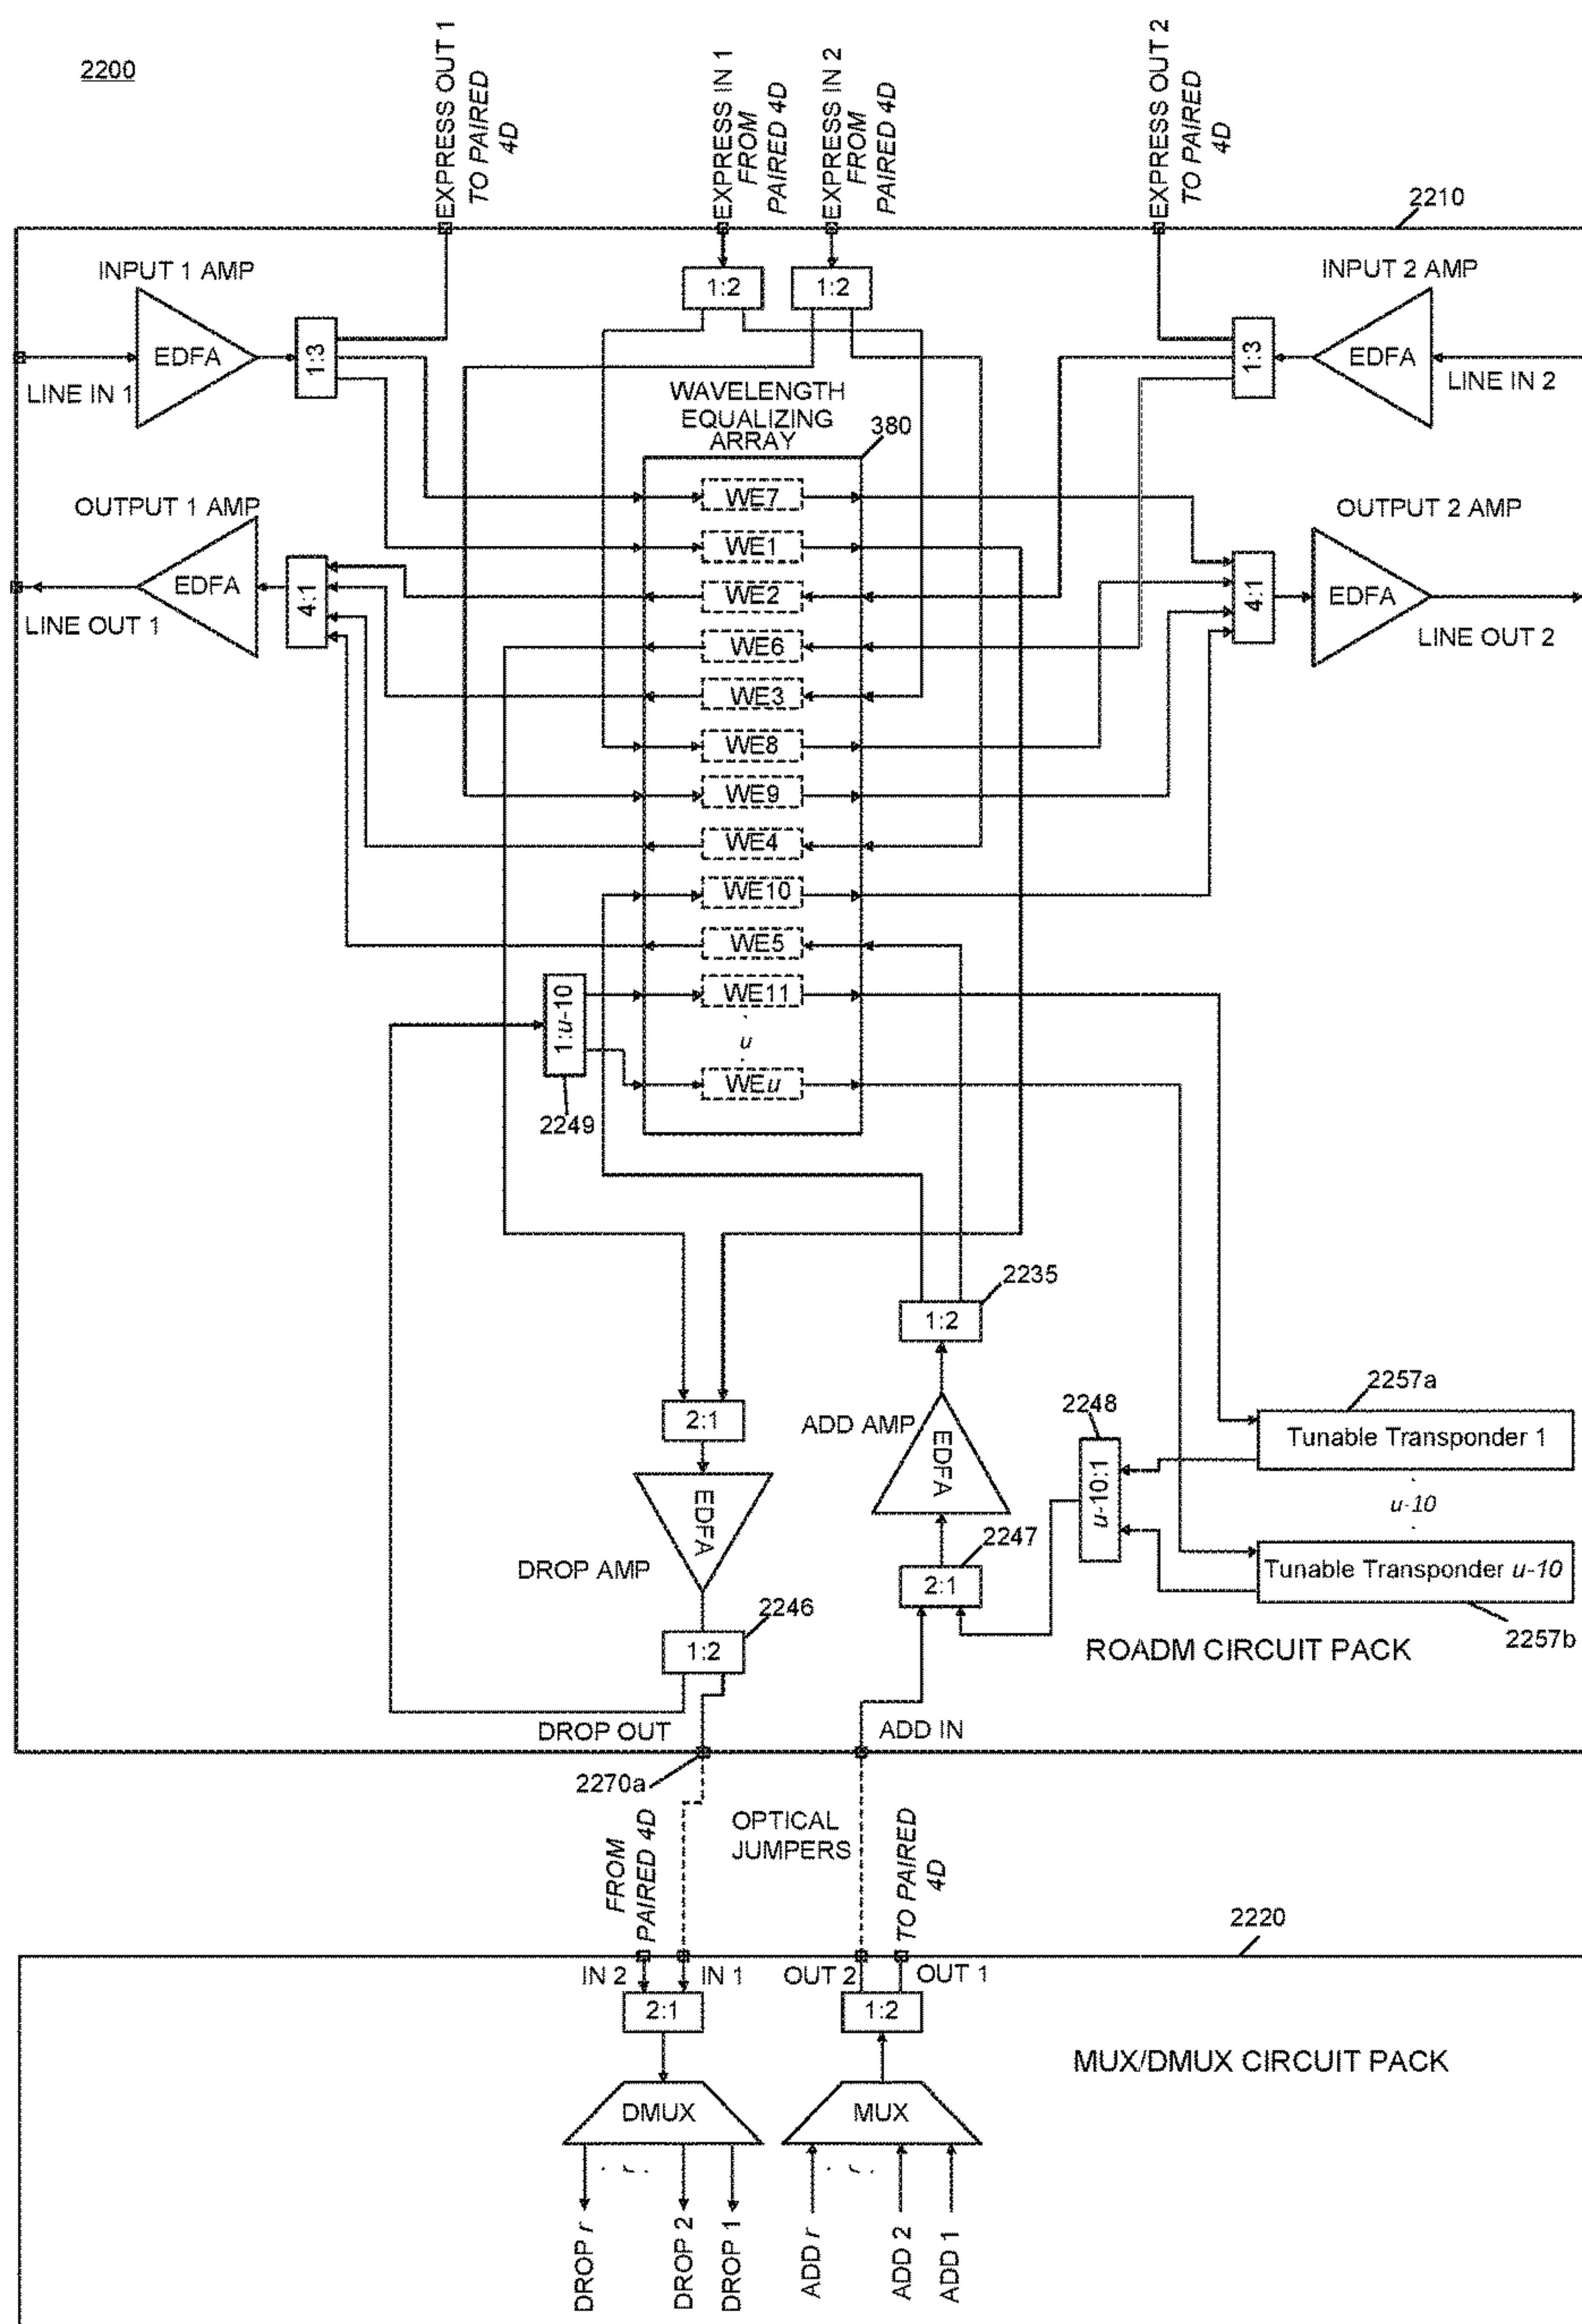 2200
EXPRESS OUT 1
TO PAIRED
4D
EXPRESS IN 1
FROM
PAIRED 4D
EXPRESS IN 2
FROM
PAIRED 4D
EXPRESS OUT 2
TO PAIRED
4D
2210
INPUT 1 AMP
EDFA
LINE IN 1
1:3
1:2
1:2
INPUT 2 AMP
1:3
EDFA
LINE IN 2
WAVELENGTH
EQUALIZING
ARRAY
380
OUTPUT 1 AMP
EDFA
LINE OUT 1
4:1
OUTPUT 2 AMP
4:1
EDFA
LINE OUT 2
WE7
WE1
WE2
WE6
WE3
WE8
WE9
WE4
WE10
WE5
WE11
u
WEu
1:u-10
2249
2235
1:2
2:1
ADD AMP
EDFA
DROP AMP
EDFA
2248
u-10:1
2257a
Tunable Transponder 1
u-10
Tunable Transponder u-10
2257b
2247
2:1
2246
1:2
ROADM CIRCUIT PACK
DROP OUT
ADD IN
2270a
OPTICAL
JUMPERS
FROM
PAIRED 4D
TO PAIRED
4D
2220
IN 2
IN 1
OUT 2
OUT 1
2:1
1:2
MUX/DMUX CIRCUIT PACK
DMUX
MUX
r
r
DROP r
DROP 2
DROP 1
ADD r
ADD 2
ADD 1